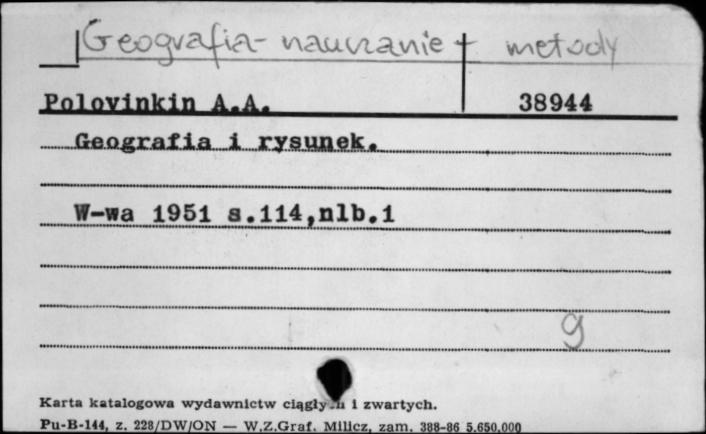 Geografia - nauczanie + metody
Polovinkin A.A. 38944
Geografia i rysunek.
W-wa 1951 s.114,nlb.1
9
Karta katalogowa wydawnictw ciągłych i zwartych.
Pu-B-144, z. 228/DW/ON — W.Z.Graf. Milicz, zam. 388-86 5.650.000